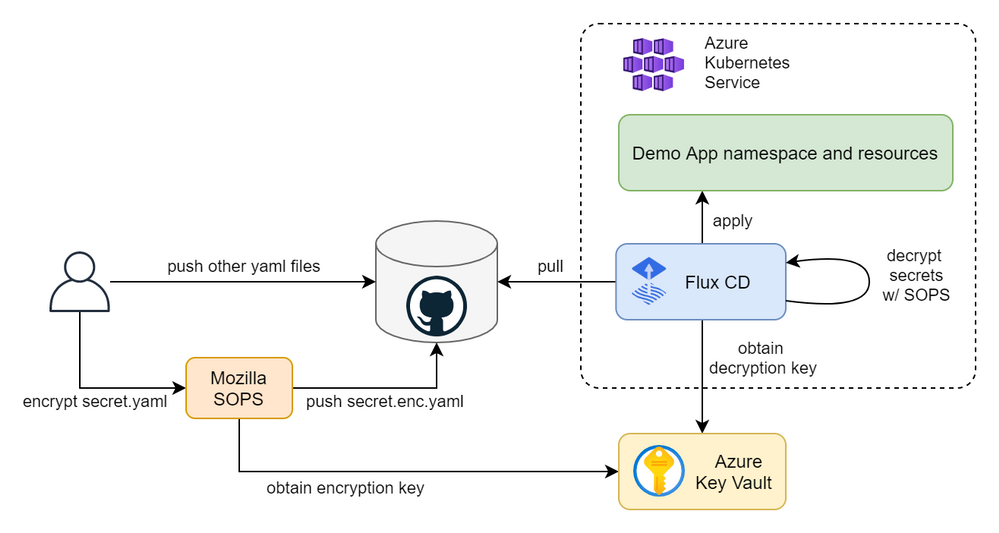 Azure
Kubernetes
Service
Demo App namespace and resources
apply
push other yaml files
pull
Flux CD
decrypt
secrets
w/ SOPS
obtain
decryption key
Mozilla
SOPS
encrypt secret.yaml
push secret.enc.yaml
obtain encryption key
Azure
Key Vault